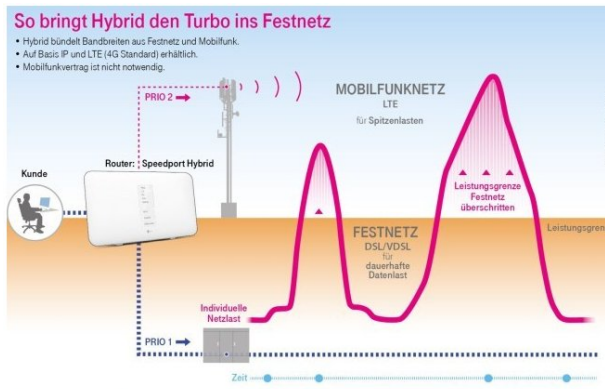 So bringt Hybrid den Turbo ins Festnetz
• Hybrid bündelt Bandbreiten aus Festnetz und Mobilfunk.
• Auf Basis IP und LTE (4G Standard) erhältlich.
• Mobilfunkvertrag ist nicht notwendig.
PRIO 2
MOBILFUNKNETZ
LTE
für Spitzenlasten
Router: Speedport Hybrid
Kunde
Leistungsgrenze
Festnetz
überschritten
FESTNETZ
DSL/VDSL
für
dauerhafte
Datenlast
Leistungsgren
Individuelle
Netzlast
PRIO 1
Zeit